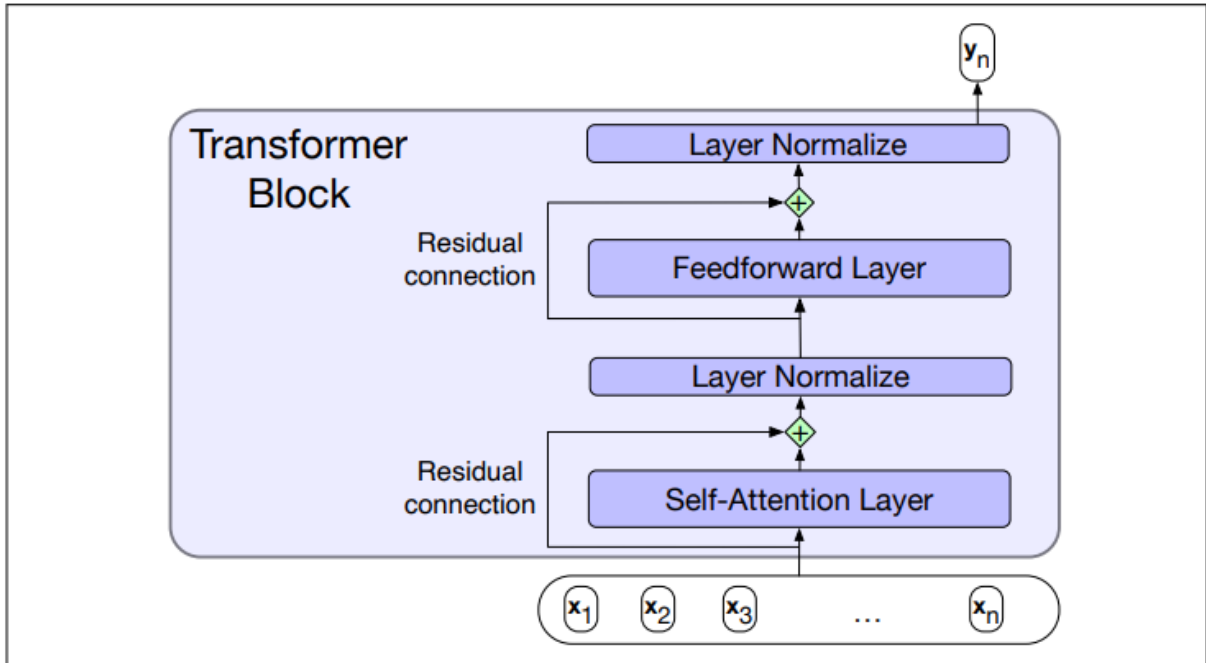 yn
Transformer
Block
Layer Normalize
+
Residual
connection
Feedforward Layer
Layer Normalize
+
Residual
connection
Self-Attention Layer
x1 x2 x3 ... xn